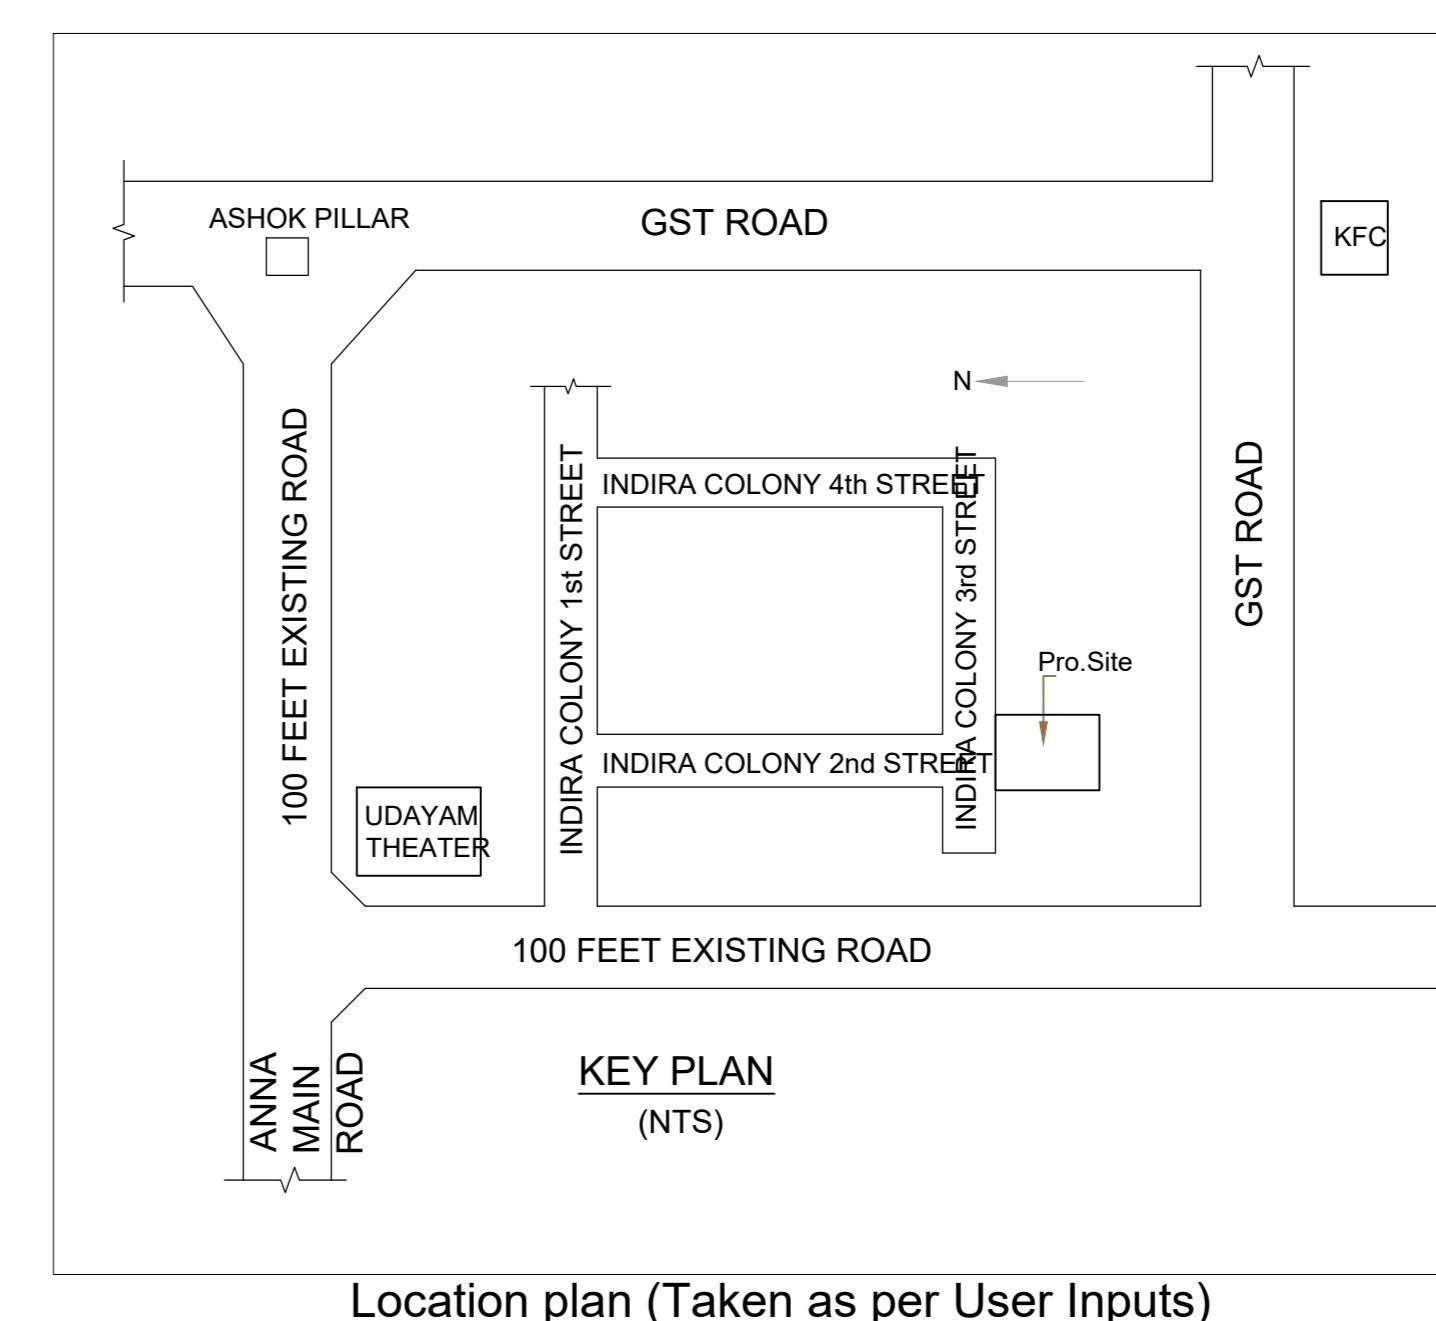 ASHOK PILLAR
GST ROAD
KFC
N
100 FEET EXISTING ROAD
INDIRA COLONY 1st STREET
INDIRA COLONY 4th STREET
INDIRA COLONY 3rd STREET
GST ROAD
Pro.Site
INDIRA COLONY 2nd STREET
UDAYAM
THEATER
100 FEET EXISTING ROAD
ANNA
MAIN
ROAD
KEY PLAN
(NTS)
Location plan (Taken as per User Inputs)